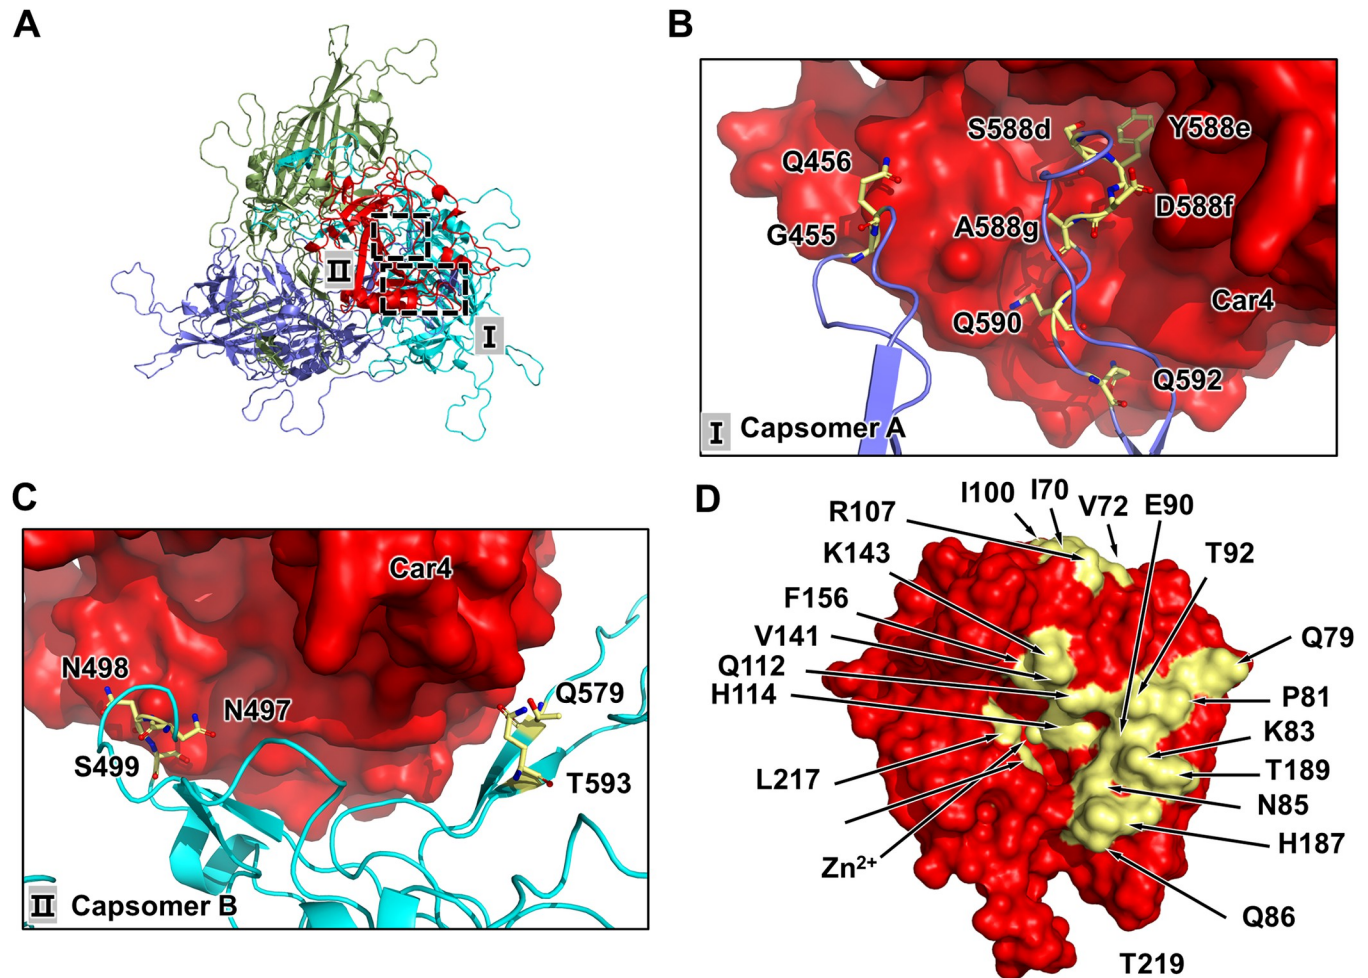 A
II
I
B
S588d
Y588e
Q456
D588f
G455
A588g
Car4
Q590
Q592
I Capsomer A
C
Car4
N498
N497
Q579
S499
T593
II Capsomer B
D
I100
I70
V72
E90
R107
K143
T92
F156
V141
Q79
Q112
H114
P81
K83
L217
T189
N85
H187
Zn²⁺
Q86
T219